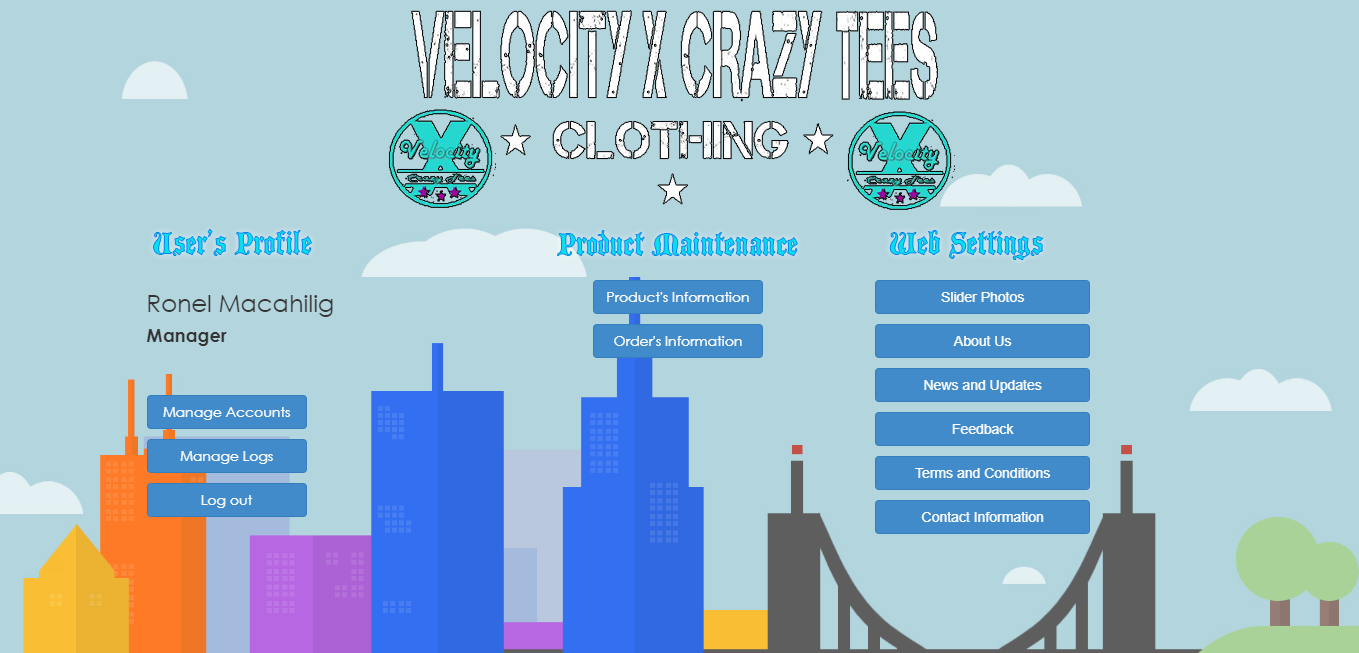 VELOCITY X CRAZY TEES
CLOTHING
X
Velocity
Crazy Tees
X
Velocity
Crazy Tees
User's Profile
Ronel Macahilig
Manager
Manage Accounts
Manage Logs
Log out
Product Maintenance
Product's Information
Order's Information
Web Settings
Slider Photos
About Us
News and Updates
Feedback
Terms and Conditions
Contact Information